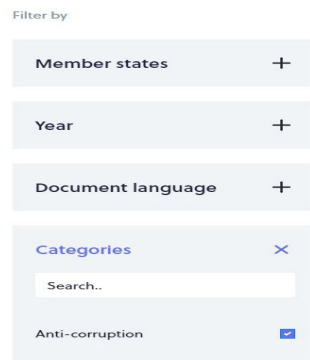 Filter by
Member states
Year
Document language
Categories
Search..
Anti-corruption